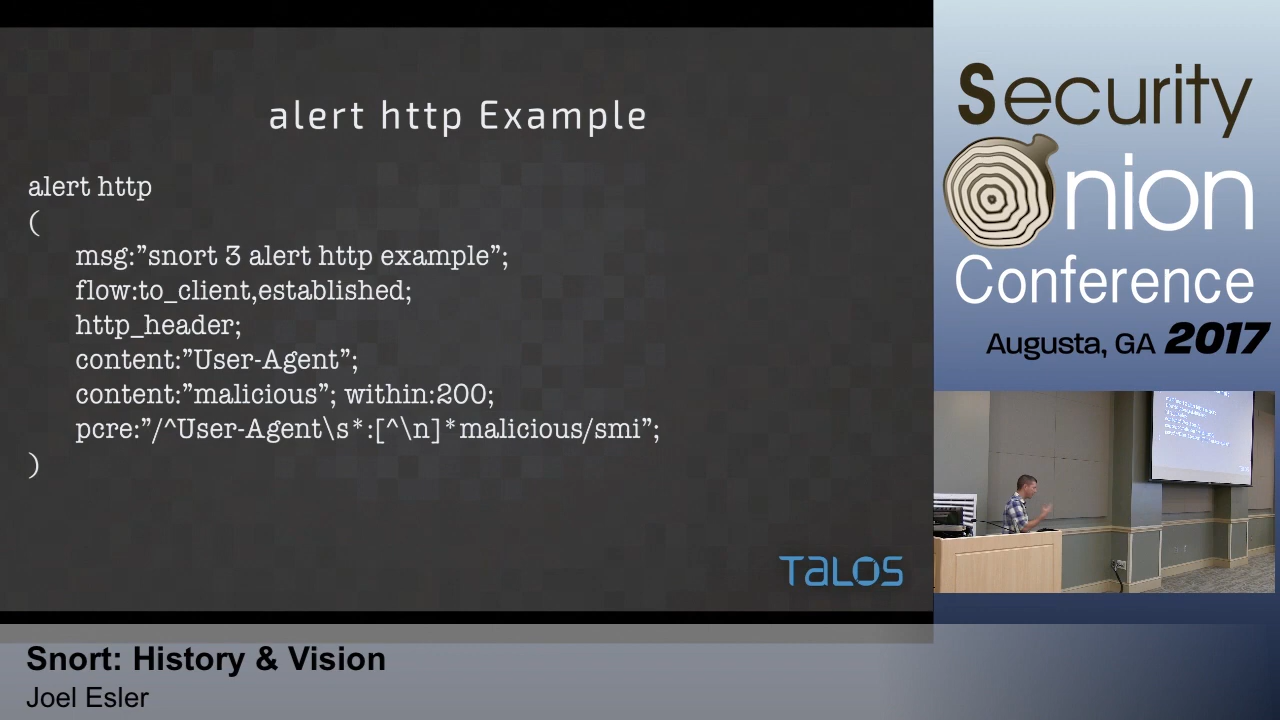 alert http Example
alert http
(
msg:”snort 3 alert http example”;
flow:to_client,established;
http_header;
content:”User-Agent”;
content:”malicious”; within:200;
pcre:”/^User-Agent\s*:[^\n]*malicious/smi”;
)
TALOS
Security
Onion
Conference
Augusta, GA 2017
Snort: History & Vision
Joel Esler